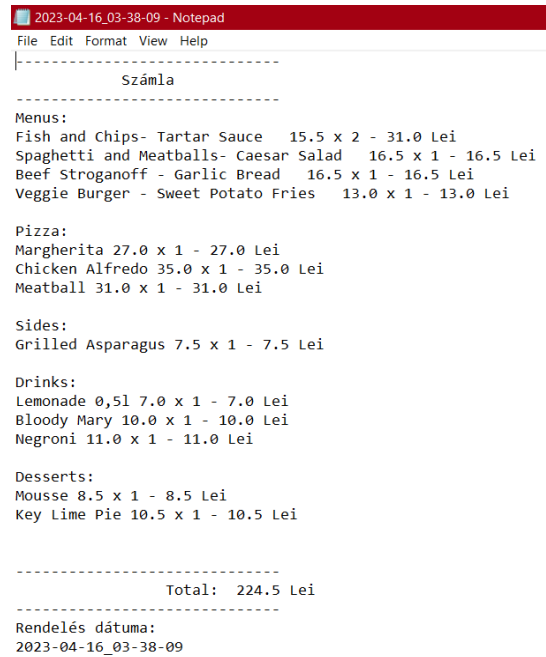 2023-04-16_03-38-09 - Notepad
File Edit Format View Help
------------------------------
Számla
------------------------------
Menus:
Fish and Chips- Tartar Sauce   15.5 x 2 - 31.0 Lei
Spaghetti and Meatballs- Caesar Salad   16.5 x 1 - 16.5 Lei
Beef Stroganoff - Garlic Bread   16.5 x 1 - 16.5 Lei
Veggie Burger - Sweet Potato Fries   13.0 x 1 - 13.0 Lei

Pizza:
Margherita 27.0 x 1 - 27.0 Lei
Chicken Alfredo 35.0 x 1 - 35.0 Lei
Meatball 31.0 x 1 - 31.0 Lei

Sides:
Grilled Asparagus 7.5 x 1 - 7.5 Lei

Drinks:
Lemonade 0,5l 7.0 x 1 - 7.0 Lei
Bloody Mary 10.0 x 1 - 10.0 Lei
Negroni 11.0 x 1 - 11.0 Lei

Desserts:
Mousse 8.5 x 1 - 8.5 Lei
Key Lime Pie 10.5 x 1 - 10.5 Lei

------------------------------
Total:  224.5 Lei
------------------------------
Rendelés dátuma:
2023-04-16_03-38-09